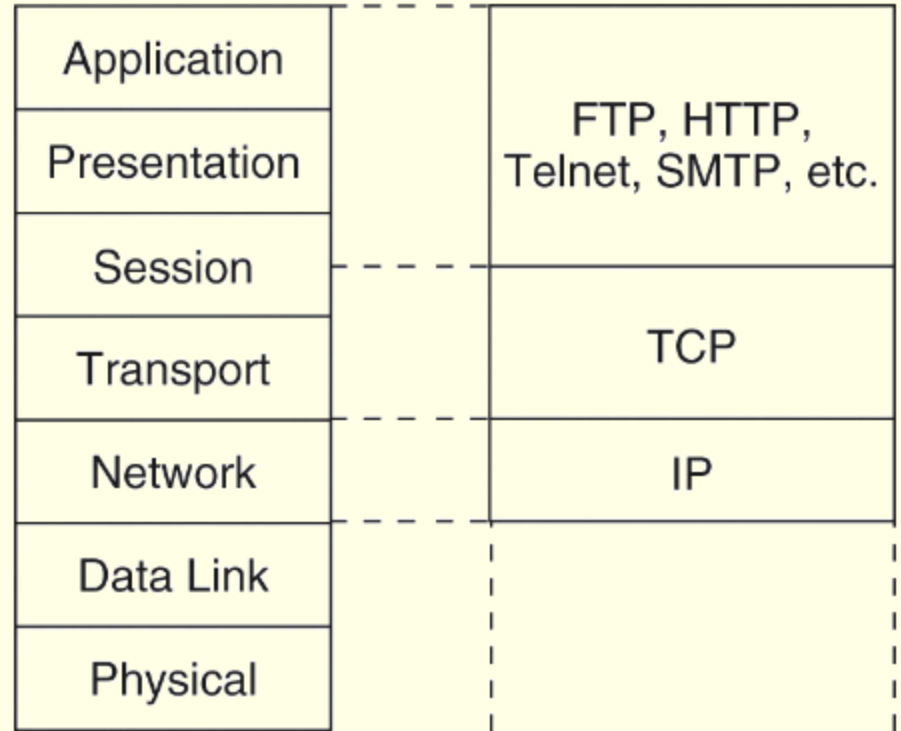 Application
Presentation
Session
Transport
Network
Data Link
Physical
FTP, HTTP,
Telnet, SMTP, etc.
TCP
IP